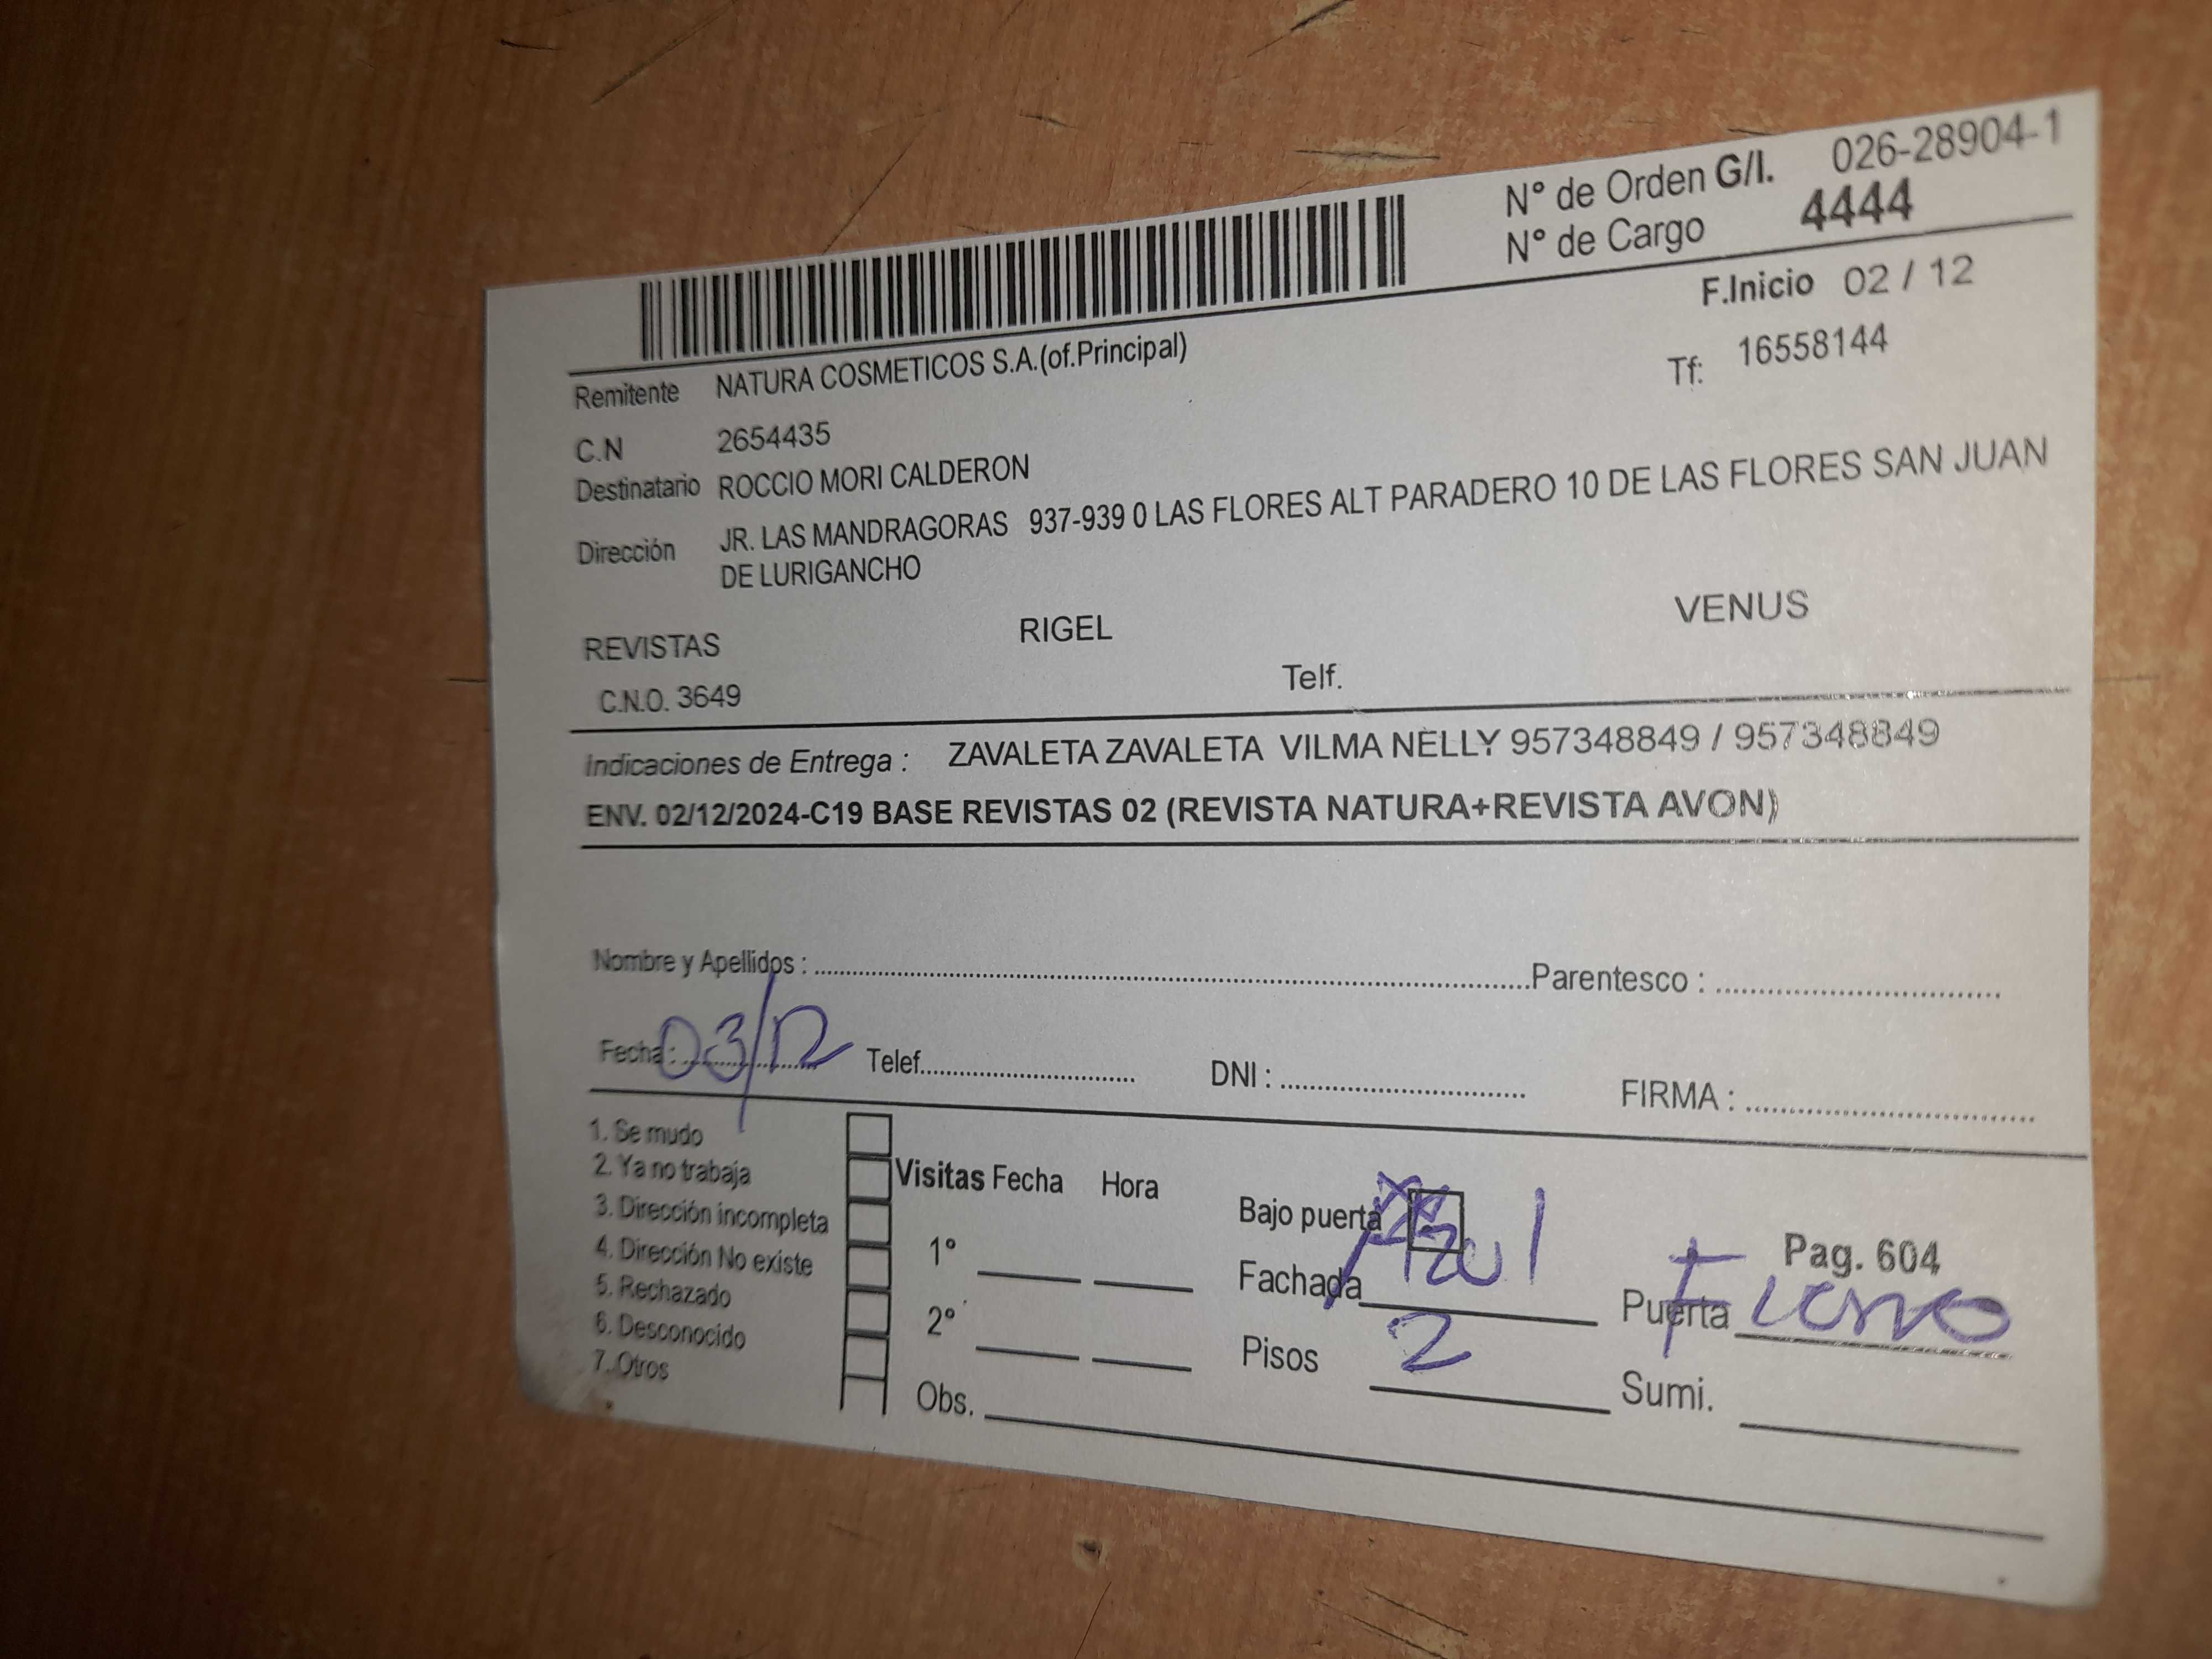 N° de Orden G/I. 026-28904-1
N° de Cargo 4444
F.Inicio 02 / 12
Remitente NATURA COSMETICOS S.A.(of.Principal) Tf: 16558144
C.N 2654435
Destinatario ROCCIO MORI CALDERON
Dirección JR. LAS MANDRAGORAS 937-939 0 LAS FLORES ALT PARADERO 10 DE LAS FLORES SAN JUAN
DE LURIGANCHO
REVISTAS RIGEL VENUS
C.N.O. 3649 Telf.
Indicaciones de Entrega : ZAVALETA ZAVALETA VILMA NELLY 957348849 / 957348849
ENV. 02/12/2024-C19 BASE REVISTAS 02 (REVISTA NATURA+REVISTA AVON)
Nombre y Apellidos : Parentesco :
Fecha : 03/12 Telef. DNI : FIRMA :
1. Se mudo
2. Ya no trabaja
3. Dirección incompleta
4. Dirección No existe
5. Rechazado
6. Desconocido
7. Otros
Visitas Fecha Hora
1°
2°
Obs.
Bajo puerta
Fachada Azul
Pisos 2
Pag. 604
Puerta Fierro
Sumi.